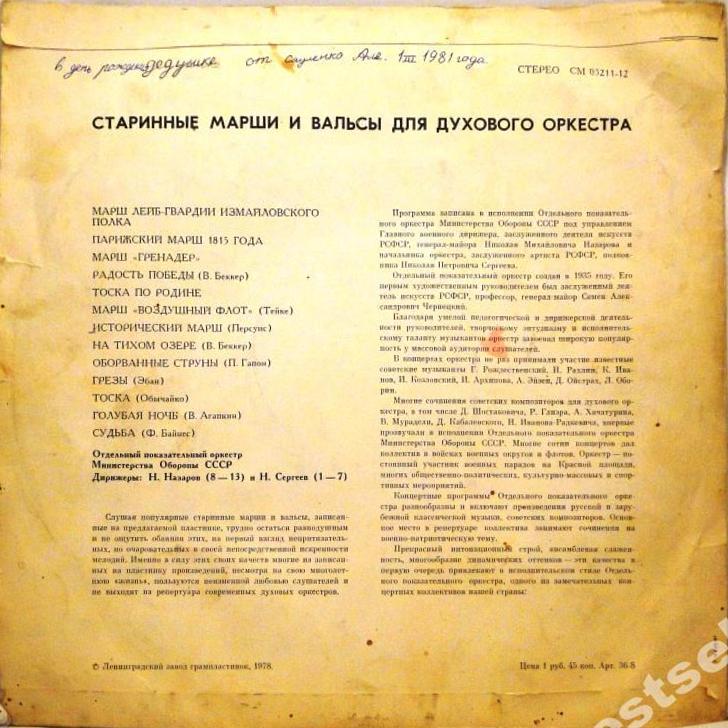 в день рождения дедушке от Слуленко Але. 1 III 1981 года.
СТЕРЕО СМ 03211-12
СТАРИННЫЕ МАРШИ И ВАЛЬСЫ ДЛЯ ДУХОВОГО ОРКЕСТРА
МАРШ ЛЕЙБ-ГВАРДИИ ИЗМАЙЛОВСКОГО
ПОЛКА
ПАРИЖСКИЙ МАРШ 1815 ГОДА
МАРШ «ГРЕНАДЕР»
РАДОСТЬ ПОБЕДЫ (В. Беккер)
ТОСКА ПО РОДИНЕ
МАРШ «ВОЗДУШНЫЙ ФЛОТ» (Тейке)
ИСТОРИЧЕСКИЙ МАРШ (Персуис)
НА ТИХОМ ОЗЕРЕ (В. Беккер)
ОБОРВАННЫЕ СТРУНЫ (П. Гапон)
ГРЕЗЫ (Эбан)
ТОСКА (Обычайко)
ГОЛУБАЯ НОЧЬ (В. Агапкин)
СУДЬБА (Ф. Байнес)
Отдельный показательный оркестр
Министерства Обороны СССР
Дирижеры: Н. Назаров (8—13) и Н. Сергеев (1—7)
Слушая популярные старинные марши и вальсы, записан-
ные на предлагаемой пластинке, трудно остаться равнодушным
и не ощутить обаяния этих, на первый взгляд непритязатель-
ных, но очаровательных в своей непосредственной искренности
мелодий. Именно в силу этих своих качеств многие из записан-
ных на пластинку произведений, несмотря на свою многолет-
нюю «жизнь», пользуются неизменной любовью слушателей и
не выходят из репертуара современных духовых оркестров.
Программа записана в исполнении Отдельного показатель-
ного оркестра Министерства Обороны СССР под управлением
Главного военного дирижера, заслуженного деятеля искусств
РСФСР, генерал-майора Николая Михайловича Назарова и
начальника оркестра, заслуженного артиста РСФСР, полков-
ника Николая Петровича Сергеева.
Отдельный показательный оркестр создан в 1935 году. Его
первым художественным руководителем был заслуженный дея-
тель искусств РСФСР, профессор, генерал-майор Семен Алек-
сандрович Чернецкий.
Благодаря умелой педагогической и дирижерской деятель-
ности руководителей, творческому энтузиазму и исполнитель-
скому таланту музыкантов оркестр завоевал широкую популяр-
ность у массовой аудитории слушателей.
В концертах оркестра не раз принимали участие известные
советские музыканты Г. Рождественский, Н. Рахлин, К. Ива-
нов, И. Козловский, И. Архипова, А. Эйзен, Д. Ойстрах, Л. Обо-
рин.
Многие сочинения советских композиторов для духового ор-
кестра, в том числе Д. Шостаковича, Р. Глиэра, А. Хачатуряна,
В. Мурадели, Д. Кабалевского, Н. Иванова-Радкевича, впервые
прозвучали в исполнении Отдельного показательного оркестра
Министерства Обороны СССР. Многие сотни концертов дал
коллектив в войсках военных округов и флотов. Оркестр — по-
стоянный участник военных парадов на Красной площади,
многих общественно-политических, культурно-массовых и спор-
тивных мероприятий.
Концертные программы Отдельного показательного оркест-
ра разнообразны и включают произведения русской и зару-
бежной классической музыки, советских композиторов. Основ-
ное место в репертуаре коллектива занимают сочинения на
военно-патриотическую тему.
Прекрасный интонационный строй, ансамблевая слажен-
ность, многообразие динамических оттенков — эти качества в
первую очередь привлекают в исполнительском стиле Отдель-
ного показательного оркестра, одного из замечательных кон-
цертных коллективов нашей страны.
© Ленинградский завод грампластинок, 1978.
Цена 1 руб. 45 коп. Арт. 36-8